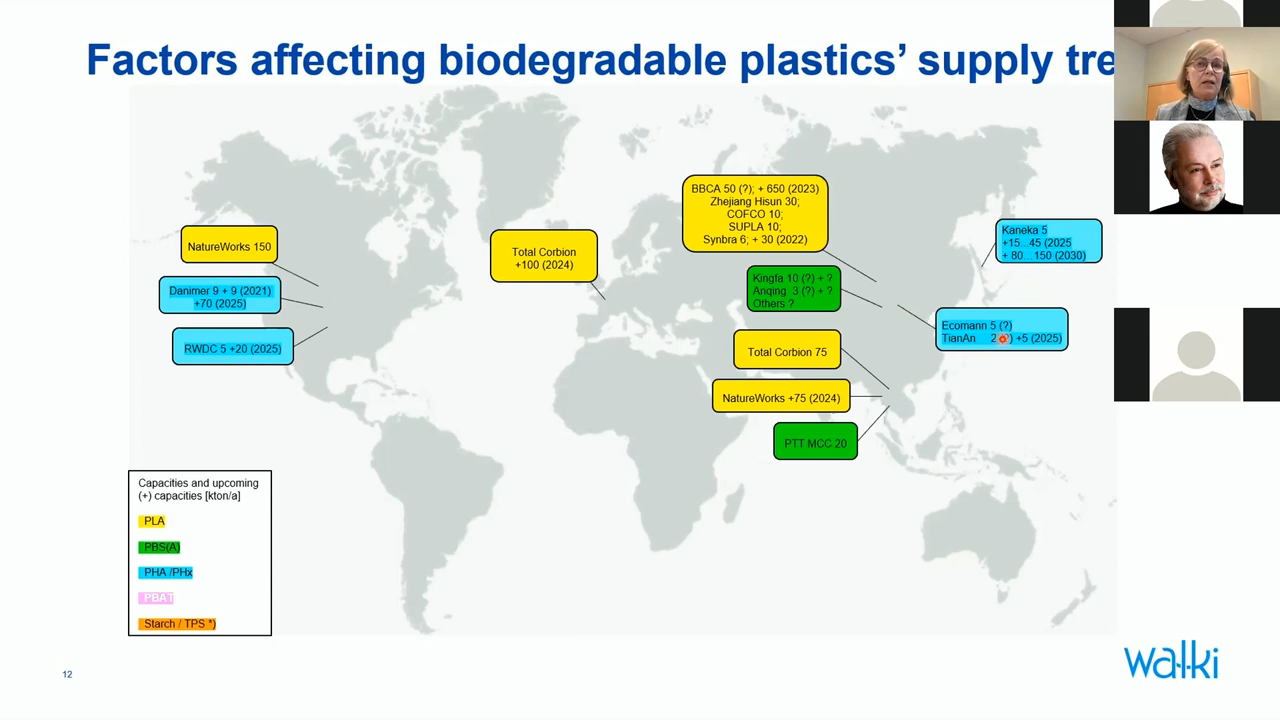 Factors affecting biodegradable plastics’ supply tre
NatureWorks 150
Danimer 9 + 9 (2021)
+70 (2025)
RWDC 5 +20 (2025)
Total Corbion
+100 (2024)
BBCA 50 (?); + 650 (2023)
Zhejiang Hisun 30;
COFCO 10;
SUPLA 10;
Synbra 6; + 30 (2022)
Kingfa 10 (?) + ?
Anqing 3 (?) + ?
Others ?
Total Corbion 75
NatureWorks +75 (2024)
PTT MCC 20
Kaneka 5
+15...45 (2025
+ 80...150 (2030)
Ecomann 5 (?)
TianAn 2 +5 (2025)
Capacities and upcoming
(+) capacities [kton/a]
PLA
PBS(A)
PHA /PHx
PBAT
Starch / TPS *)
12
walki